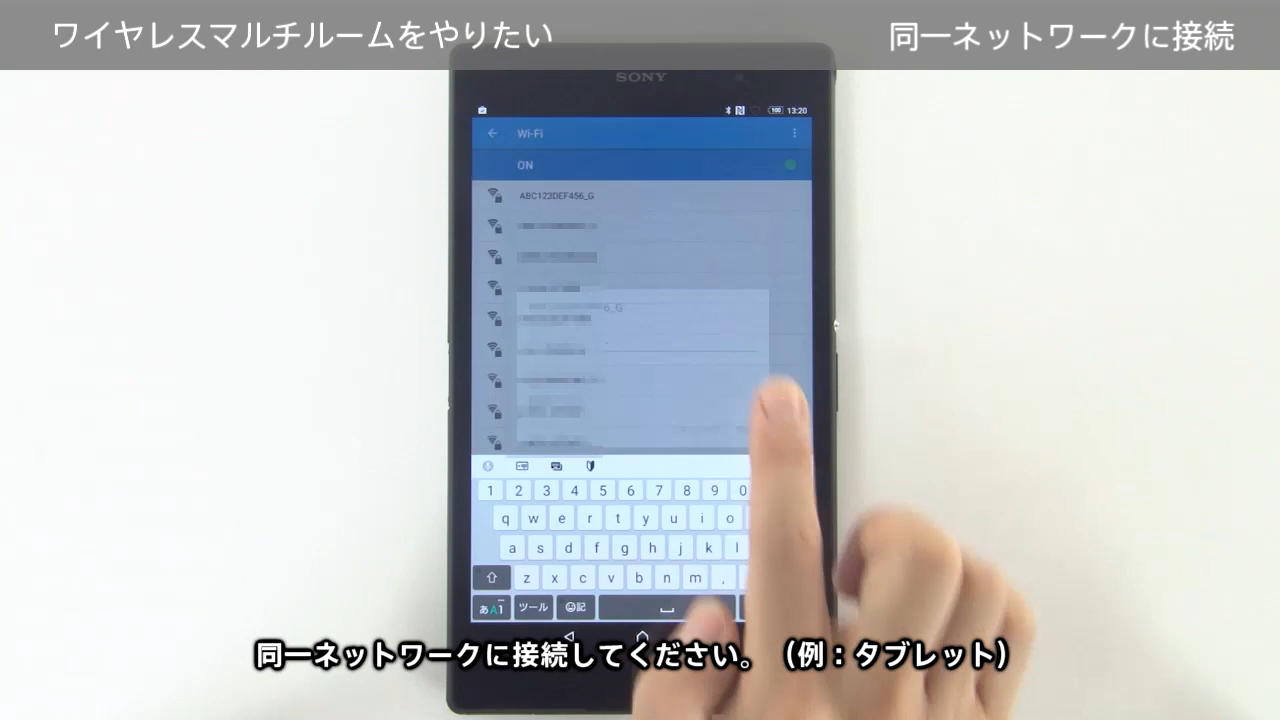 ワイヤレスマルチルームをやりたい
同一ネットワークに接続
SONY
100 13:20
Wi-Fi
ON
ABC123DEF456_G
6_G
1 2 3 4 5 6 7 8 9 0
q w e r t y u i o
a s d f g h j k l
z x c v b n m .
あA1 ツール 記
同一ネットワークに接続してください。（例：タブレット）